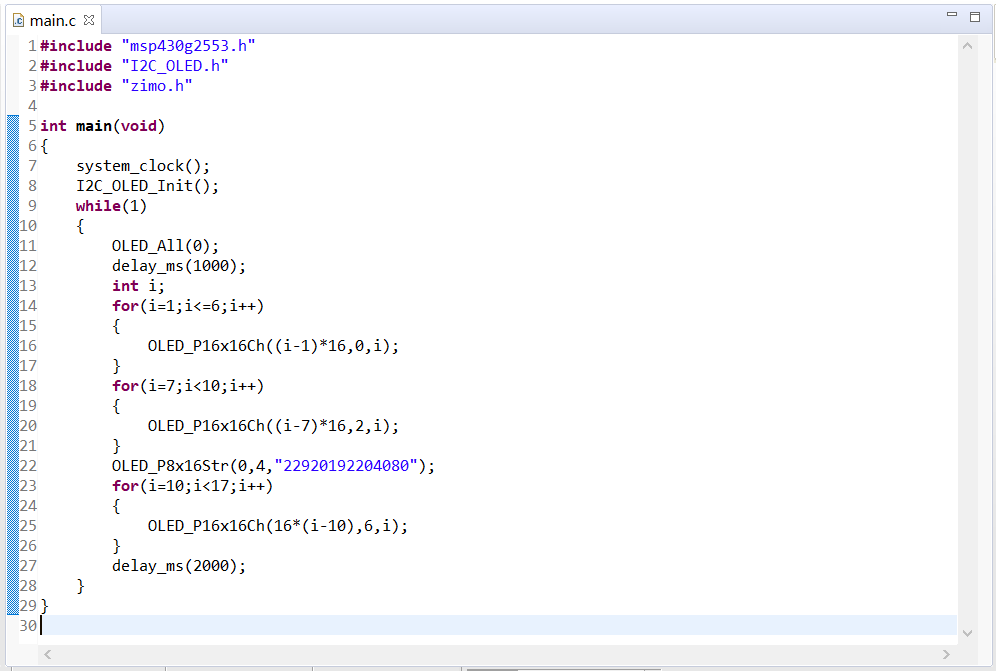 main.c
1 #include "msp430g2553.h"
2 #include "I2C_OLED.h"
3 #include "zimo.h"
4
5 int main(void)
6 {
7     system_clock();
8     I2C_OLED_Init();
9     while(1)
10     {
11         OLED_All(0);
12         delay_ms(1000);
13         int i;
14         for(i=1;i<=6;i++)
15         {
16             OLED_P16x16Ch((i-1)*16,0,i);
17         }
18         for(i=7;i<10;i++)
19         {
20             OLED_P16x16Ch((i-7)*16,2,i);
21         }
22         OLED_P8x16Str(0,4,"22920192204080");
23         for(i=10;i<17;i++)
24         {
25             OLED_P16x16Ch(16*(i-10),6,i);
26         }
27         delay_ms(2000);
28     }
29 }
30